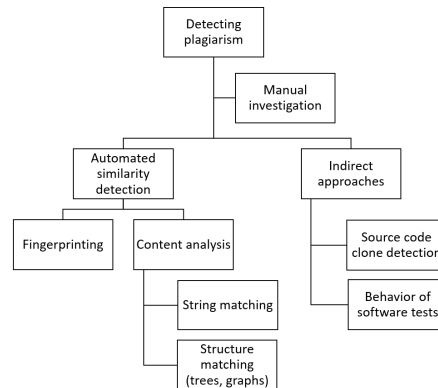 Detecting
plagiarism
Manual
investigation
Automated
similarity
detection
Indirect
approaches
Fingerprinting
Content analysis
Source code
clone detection
String matching
Behavior of
software tests
Structure
matching
(trees, graphs)